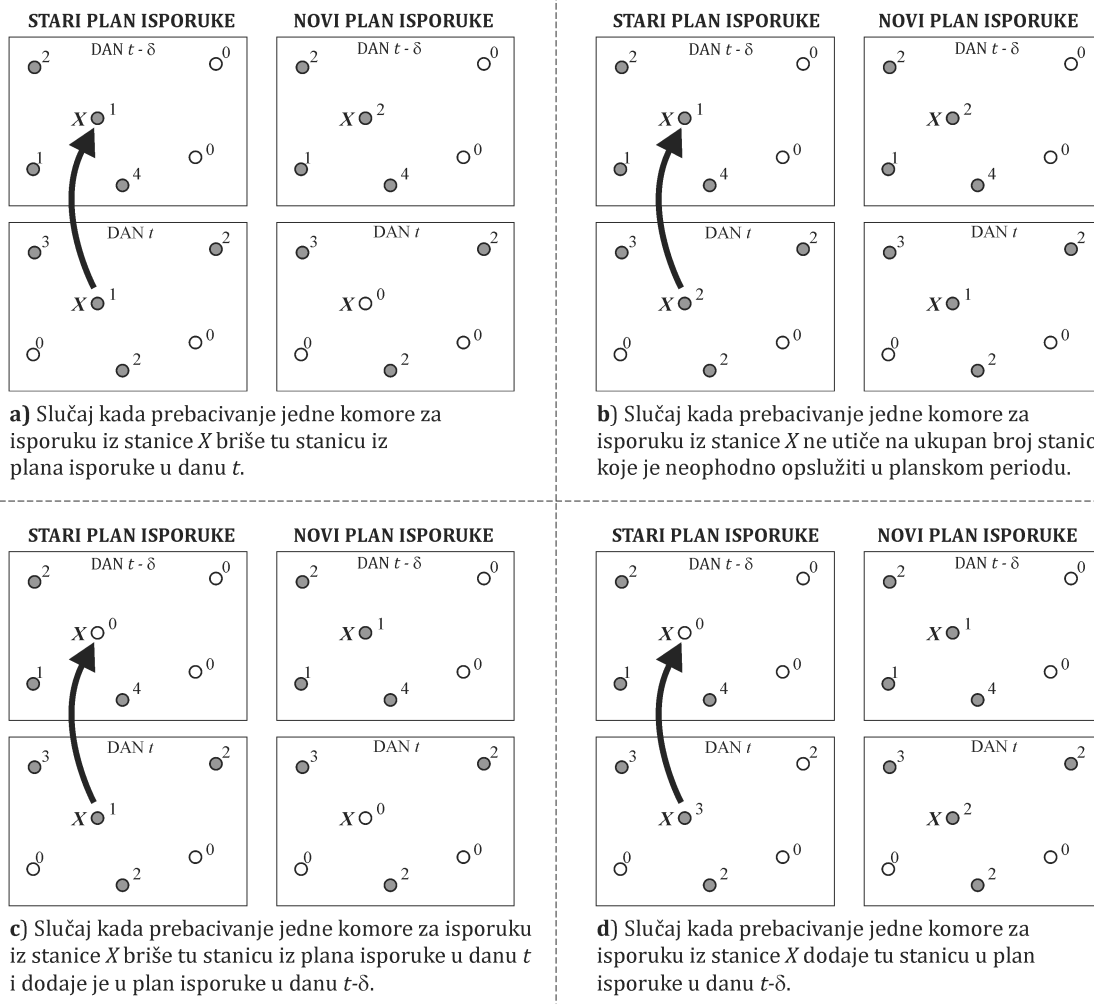 STARI PLAN ISPORUKE NOVI PLAN ISPORUKE
DAN t - δ DAN t - δ
2 0 2 0
X 1 X 2
1 4 0 1 4 0
DAN t DAN t
3 2 3 2
X 1 X 0
0 2 0 0 2 0
a) Slučaj kada prebacivanje jedne komore za
isporuku iz stanice X briše tu stanicu iz
plana isporuke u danu t.
STARI PLAN ISPORUKE NOVI PLAN ISPORUKE
DAN t - δ DAN t - δ
2 0 2 0
X 1 X 2
1 4 0 1 4 0
DAN t DAN t
3 2 3 2
X 2 X 1
0 2 0 0 2 0
b) Slučaj kada prebacivanje jedne komore za
isporuku iz stanice X ne utiče na ukupan broj stanic
koje je neophodno opslužiti u planskom periodu.
STARI PLAN ISPORUKE NOVI PLAN ISPORUKE
DAN t - δ DAN t - δ
2 0 2 0
X 0 X 1
1 4 0 1 4 0
DAN t DAN t
3 2 3 2
X 1 X 0
0 2 0 0 2 0
c) Slučaj kada prebacivanje jedne komore za isporuku
iz stanice X briše tu stanicu iz plana isporuke u danu t
i dodaje je u plan isporuke u danu t-δ.
STARI PLAN ISPORUKE NOVI PLAN ISPORUKE
DAN t - δ DAN t - δ
2 0 2 0
X 0 X 1
1 4 0 1 4 0
DAN t DAN t
3 2 3 2
X 3 X 2
0 2 0 0 2 0
d) Slučaj kada prebacivanje jedne komore za
isporuku iz stanice X dodaje tu stanicu u plan
isporuke u danu t-δ.